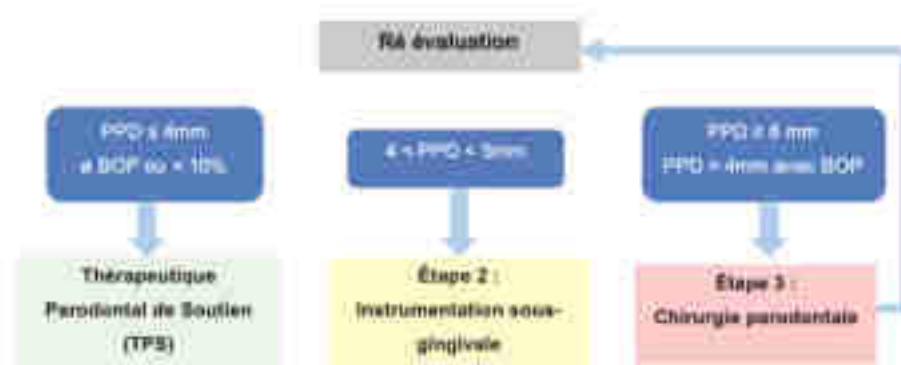 Ré évaluation
PPD ≤ 4mm
ø BOP ou < 10%
4 < PPD < 5mm
PPD ≥ 6 mm
PPD > 4mm avec BOP
Thérapeutique
Parodontal de Soutien
(TPS)
Étape 2 :
Instrumentation sous-
gingivale
Étape 3 :
Chirurgie parodontale